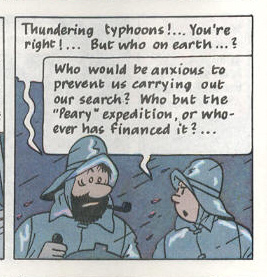 Thundering typhoons!... You're
right!... But who on earth...?
Who would be anxious to
prevent us carrying out
our search? Who but the
"Peary" expedition, or who-
ever has financed it?...